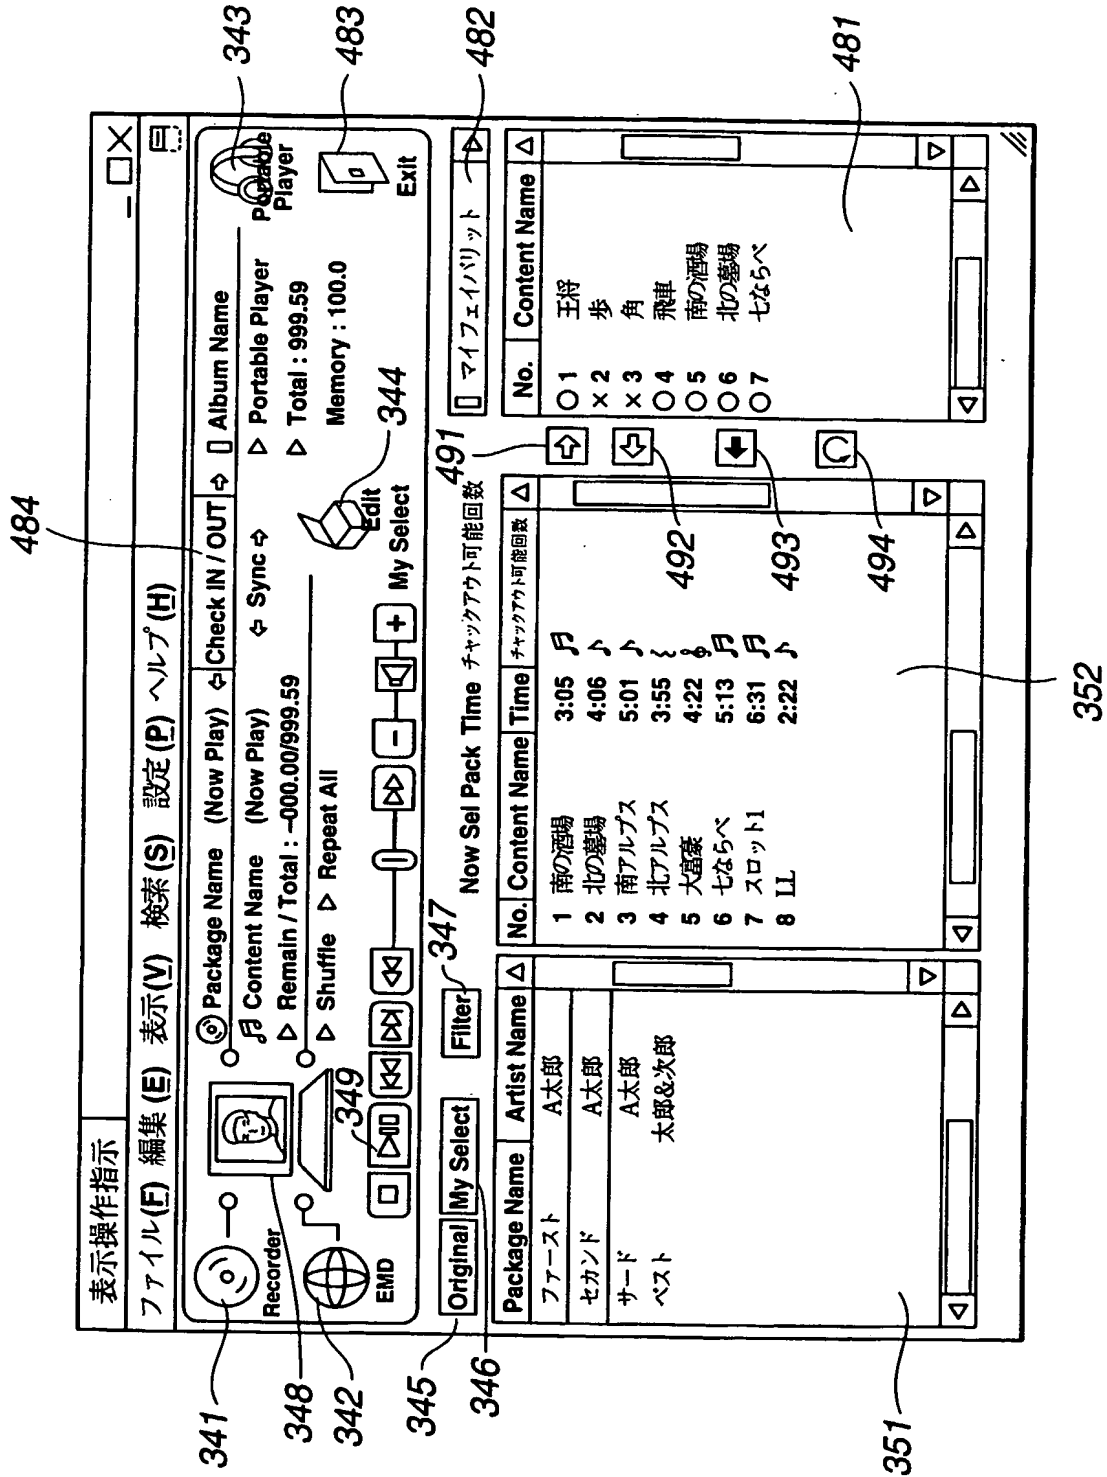 484
表示操作指示
ファイル(F) 編集(E) 表示(V) 検索(S) 設定(P) ヘルプ(H)
341
Recorder
348
342
EMD
Package Name (Now Play) ⇦ Check IN / OUT ⇨ Album Name
Content Name (Now Play) ⇦ Sync ⇨ ▷ Portable Player
▷ Remain / Total : –000.00/999.59 ▷ Total : 999.59
▷ Shuffle ▷ Repeat All Memory : 100.0
343
Portable
Player
483
Exit
344
Edit
My Select
349
345
Original
My Select
346
Filter
347
Now Sel Pack Time チャックアウト可能回数
491
マイフェイバリット
482
Package Name Artist Name
ファースト A太郎
セカンド A太郎
サード A太郎
ベスト 太郎&次郎
351
No. Content Name Time チャックアウト可能回数
1 南の酒場 3:05
2 北の墓場 4:06
3 南アルプス 5:01
4 北アルプス 3:55
5 大富豪 4:22
6 七ならべ 5:13
7 スロット1 6:31
8 LL 2:22
352
492
493
494
No. Content Name
○1 王将
×2 歩
×3 角
○4 飛車
○5 南の酒場
○6 北の墓場
○7 七ならべ
481